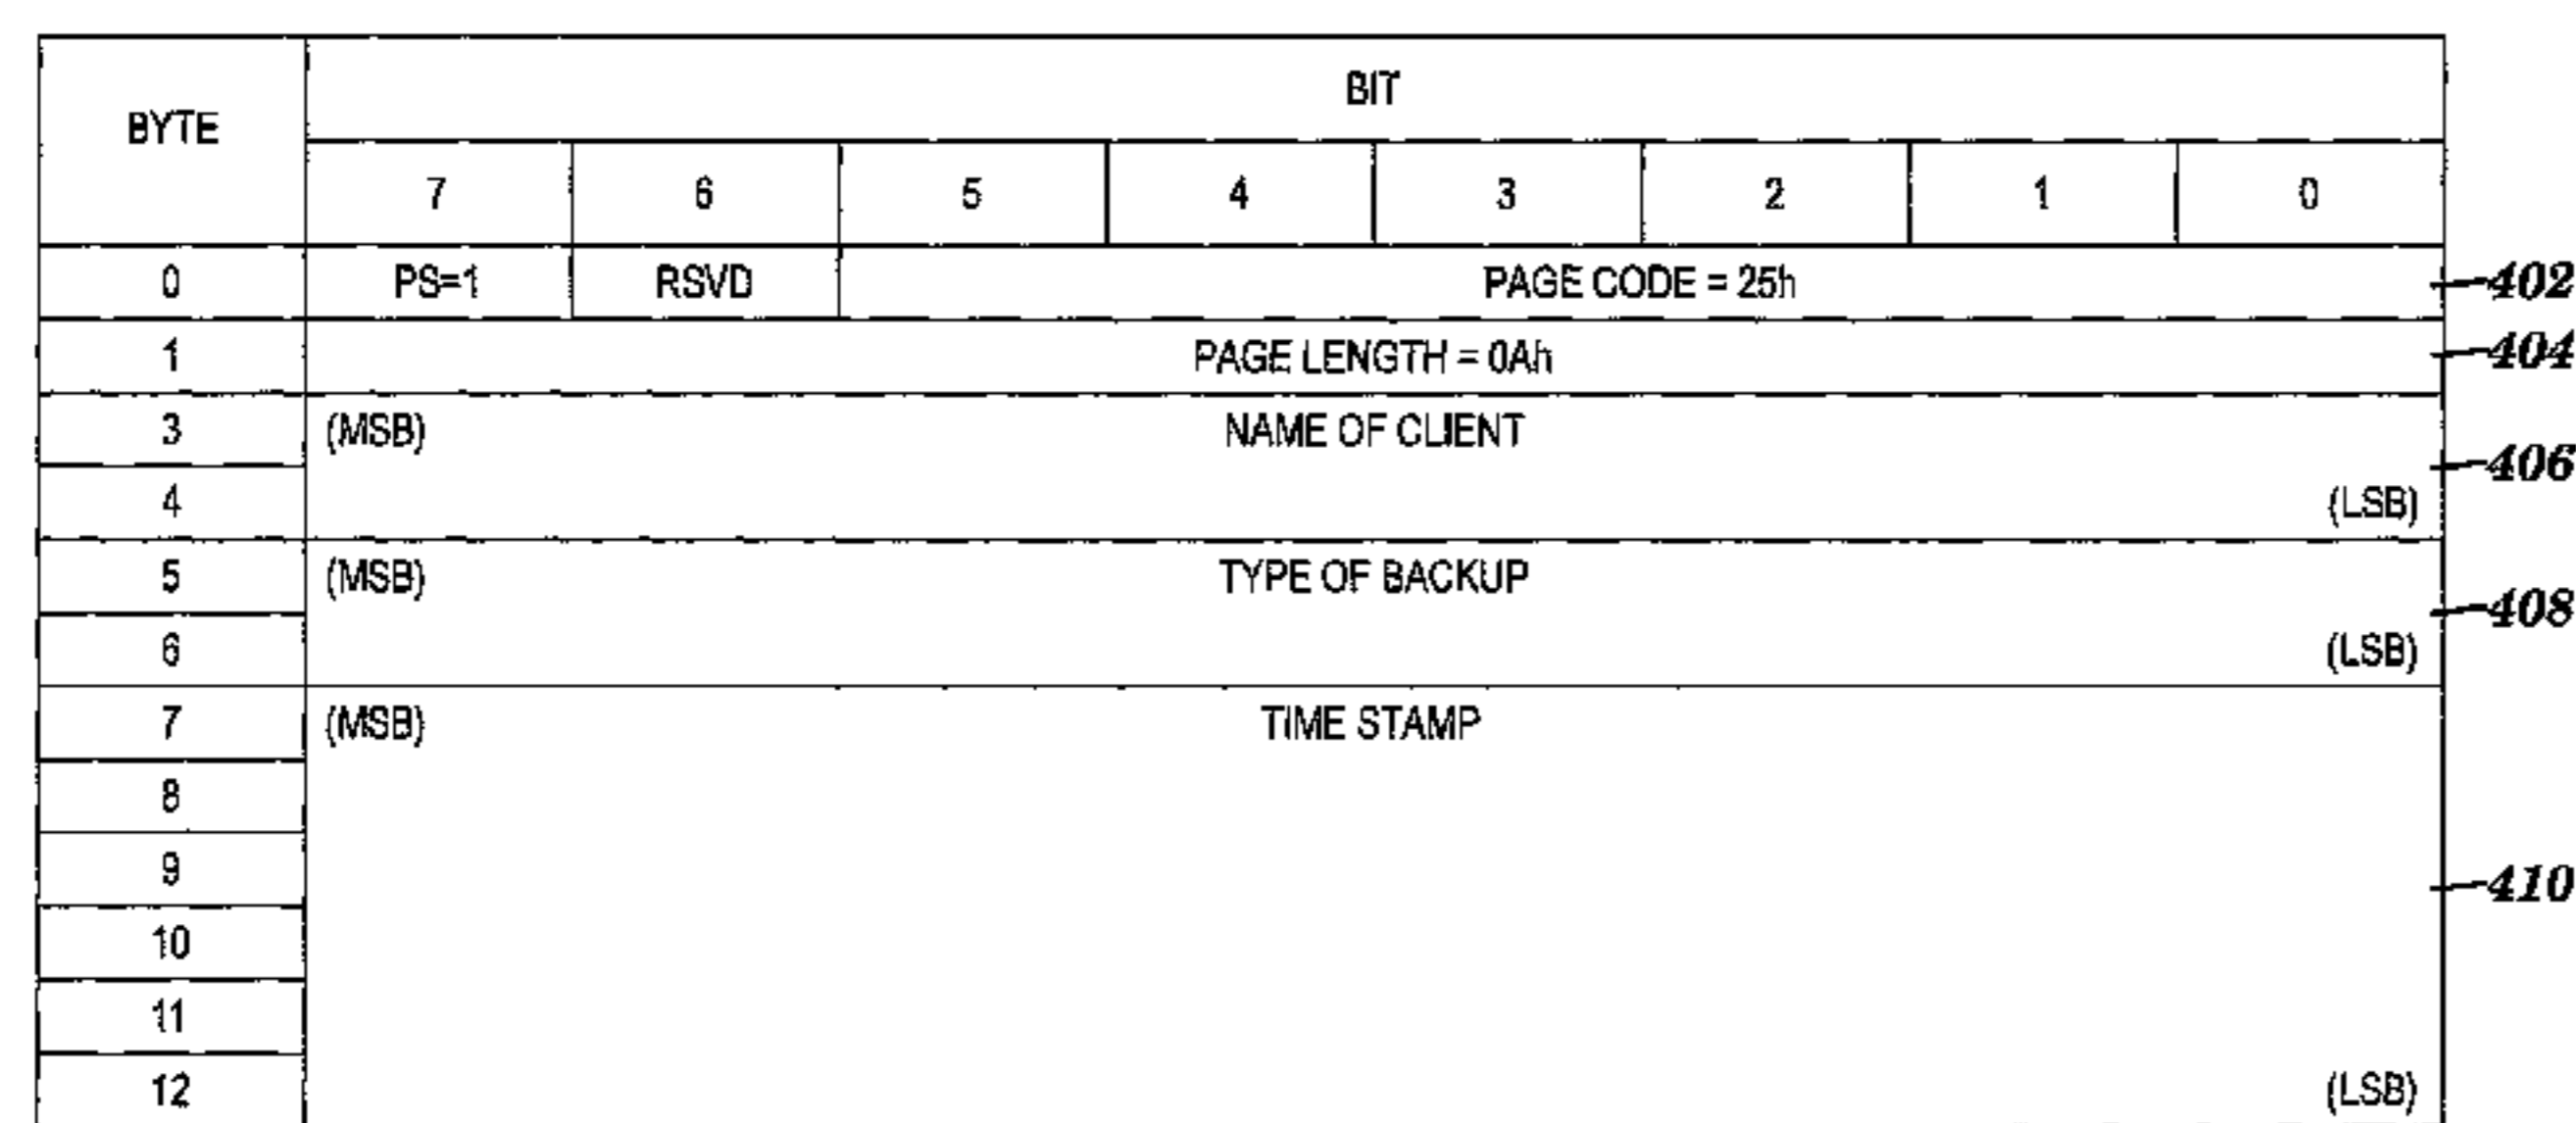 BIT
BYTE
7 6 5 4 3 2 1 0
0 PS=1 RSVD PAGE CODE = 25h 402
1 PAGE LENGTH = 0Ah 404
3 (MSB) NAME OF CLIENT
406
4 (LSB)
5 (MSB) TYPE OF BACKUP
408
6 (LSB)
7 (MSB) TIME STAMP
8
9 410
10
11
12 (LSB)